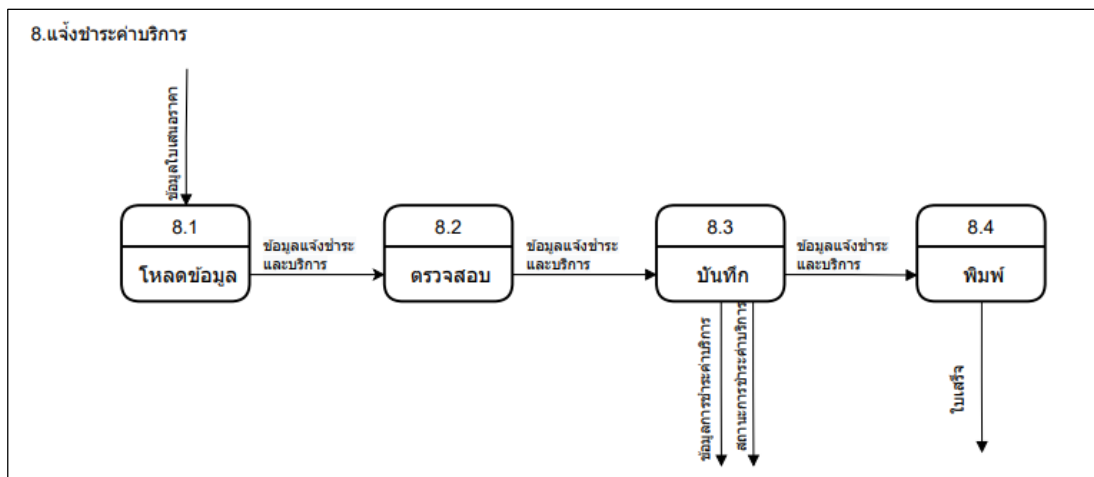 8.แจ้งชำระค่าบริการ
ข้อมูลใบเสนอราคา
8.1
โหลดข้อมูล
ข้อมูลแจ้งชำระ
และบริการ
8.2
ตรวจสอบ
ข้อมูลแจ้งชำระ
และบริการ
8.3
บันทึก
ข้อมูลแจ้งชำระ
และบริการ
8.4
พิมพ์
ข้อมูลการชำระค่าบริการ
สถานะการชำระค่าบริการ
ใบเสร็จ